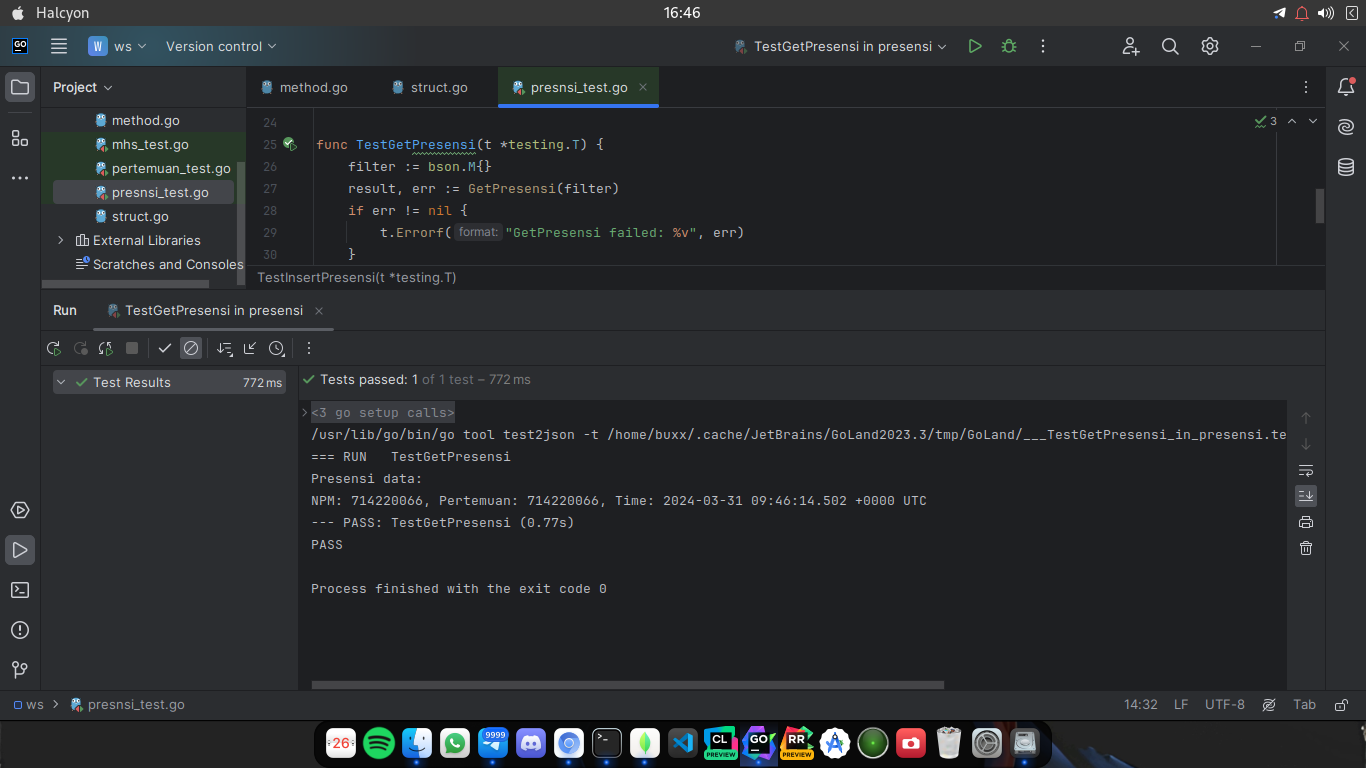 Halcyon
16:46
GO
W ws
Version control
TestGetPresensi in presensi
Project
method.go
struct.go
presnsi_test.go
method.go
mhs_test.go
pertemuan_test.go
presnsi_test.go
struct.go
External Libraries
Scratches and Consoles
3
24
25 func TestGetPresensi(t *testing.T) {
26 filter := bson.M{}
27 result, err := GetPresensi(filter)
28 if err != nil {
29 t.Errorf( format: "GetPresensi failed: %v", err)
30 }
TestInsertPresensi(t *testing.T)
Run
TestGetPresensi in presensi
Test Results 772 ms
Tests passed: 1 of 1 test – 772 ms
<3 go setup calls>
/usr/lib/go/bin/go tool test2json -t /home/buxx/.cache/JetBrains/GoLand2023.3/tmp/GoLand/___TestGetPresensi_in_presensi.te
=== RUN   TestGetPresensi
Presensi data:
NPM: 714220066, Pertemuan: 714220066, Time: 2024-03-31 09:46:14.502 +0000 UTC
--- PASS: TestGetPresensi (0.77s)
PASS
Process finished with the exit code 0
ws
presnsi_test.go
14:32
LF
UTF-8
Tab
26
9999
CL
PREVIEW
GO
RR
PREVIEW